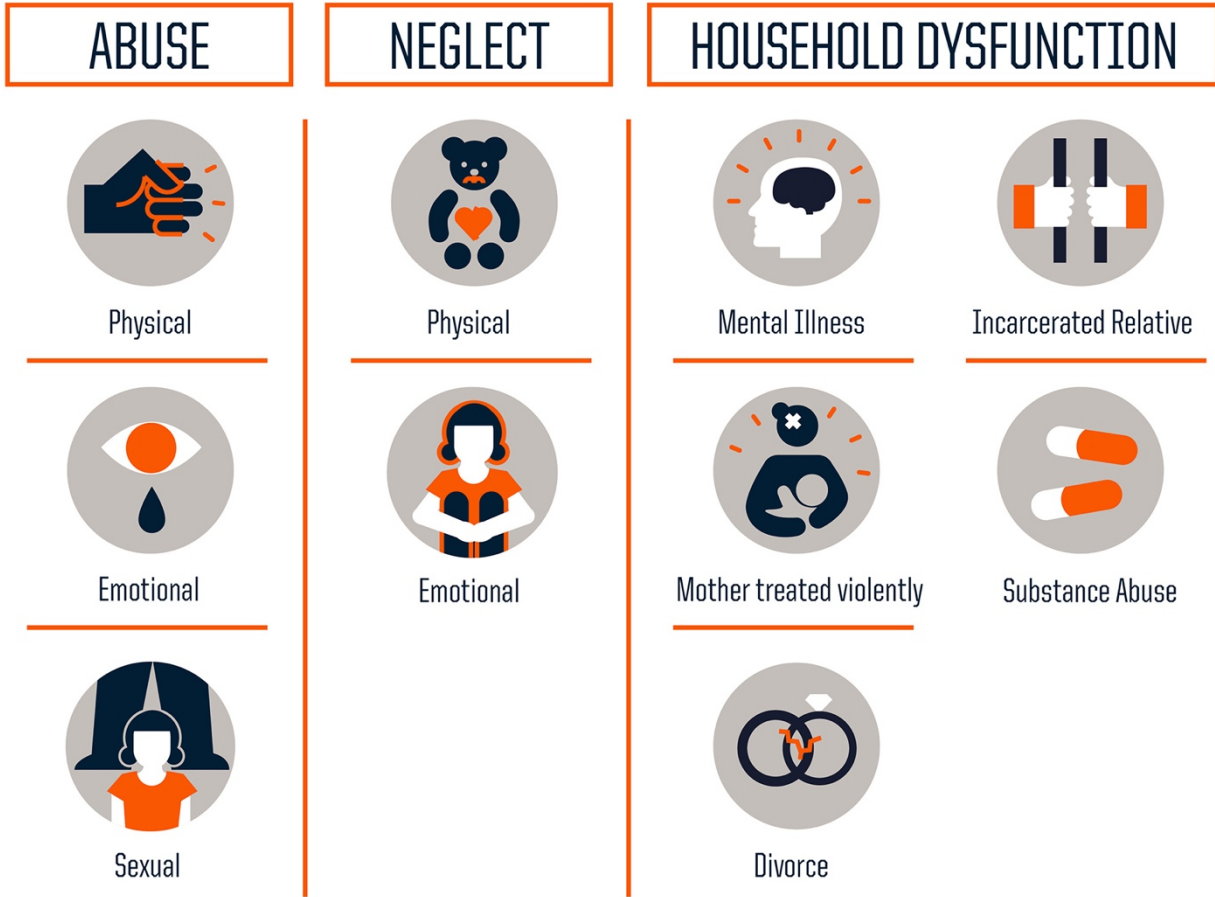 ABUSE
Physical
Emotional
Sexual
NEGLECT
Physical
Emotional
HOUSEHOLD DYSFUNCTION
Mental Illness
Incarcerated Relative
Mother treated violently
Substance Abuse
Divorce